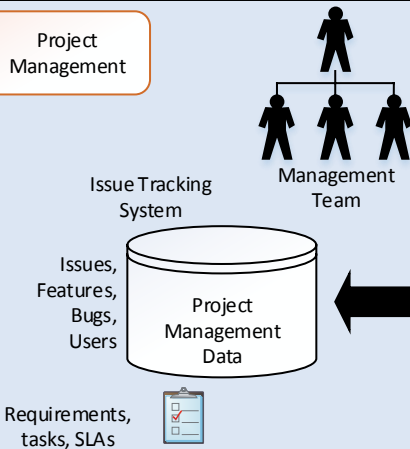 Project
Management
Management
Team
Issue Tracking
System
Issues,
Features,
Bugs,
Users
Project
Management
Data
Requirements,
tasks, SLAs